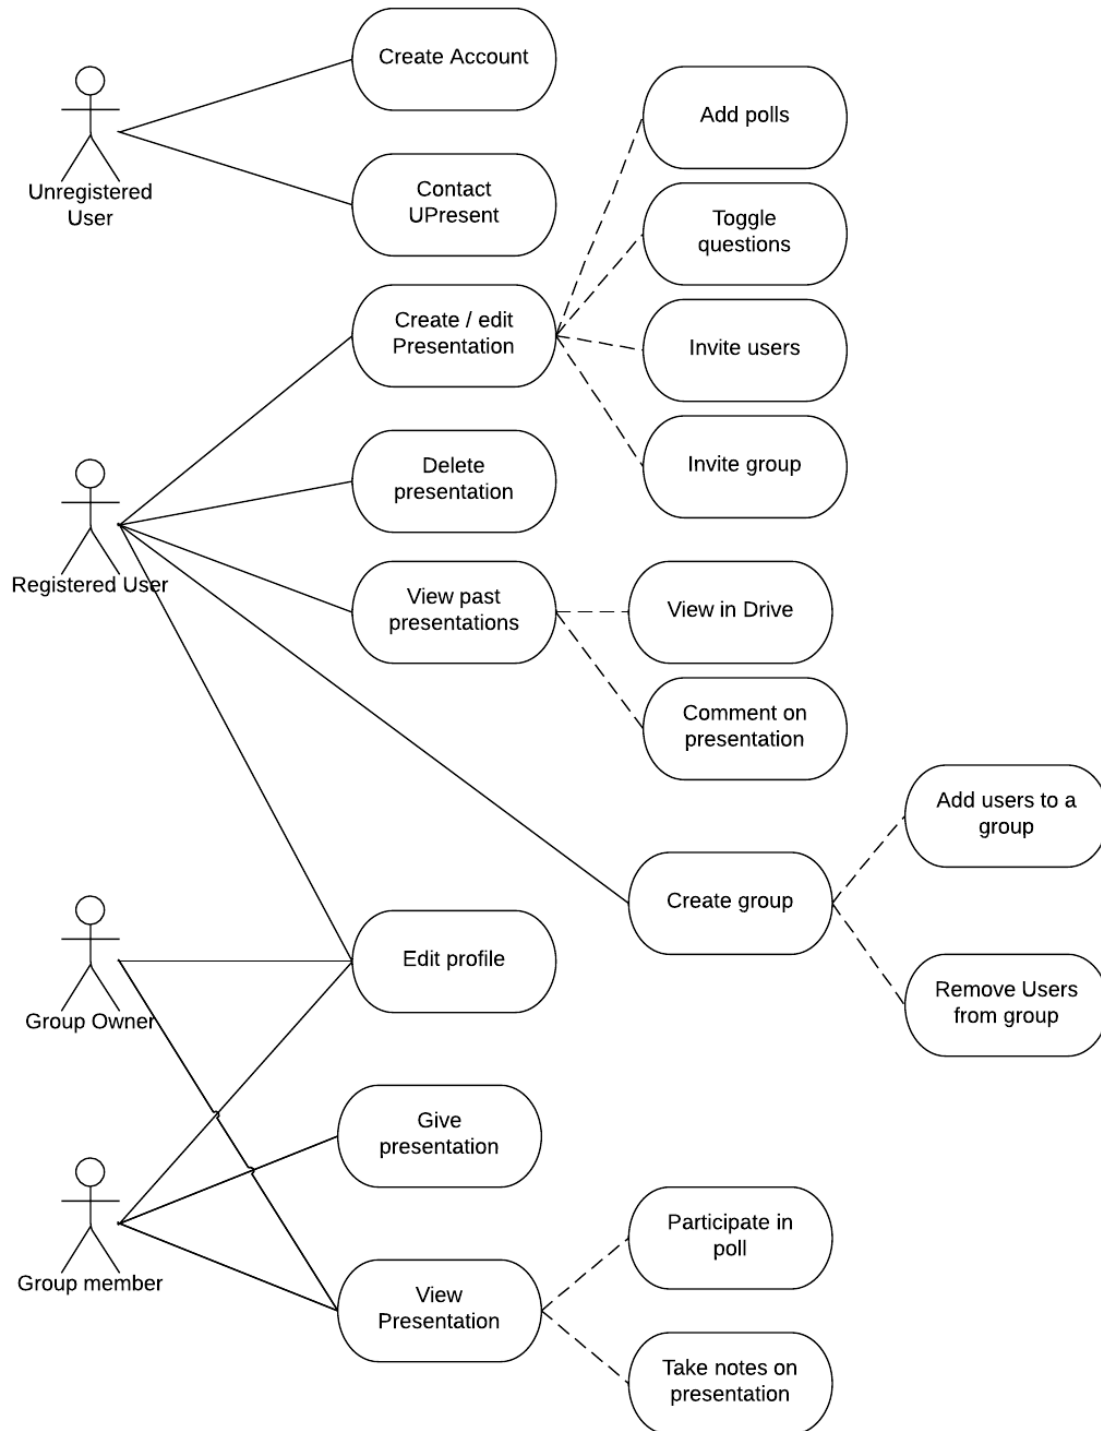 Create Account
Add polls
Unregistered
User
Contact
UPresent
Toggle
questions
Create / edit
Presentation
Invite users
Invite group
Delete
presentation
Registered User
View past
presentations
View in Drive
Comment on
presentation
Add users to a
group
Create group
Group Owner
Edit profile
Remove Users
from group
Give
presentation
Group member
Participate in
poll
View
Presentation
Take notes on
presentation